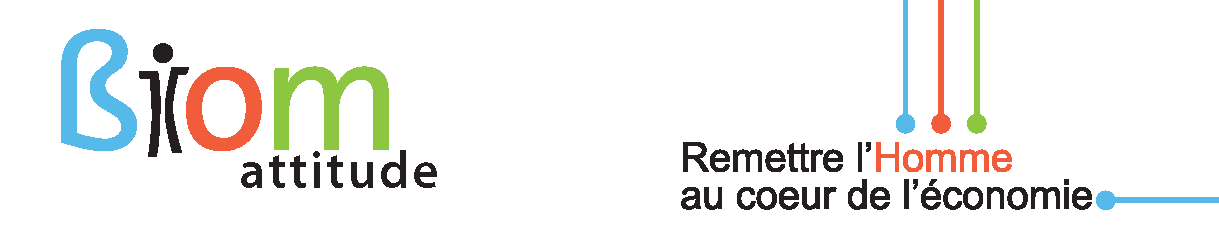 Biom
attitude
Remettre l'Homme
au coeur de l'économie